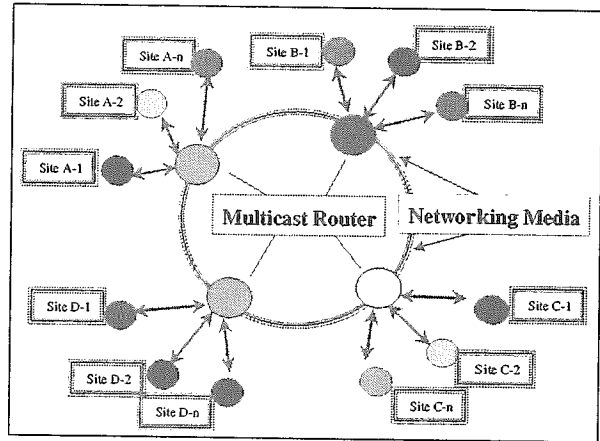 Site A-n
Site B-1
Site B-2
Site A-2
Site B-n
Site A-1
Multicast Router
Networking Media
Site D-1
Site C-1
Site D-2
Site C-2
Site D-n
Site C-n